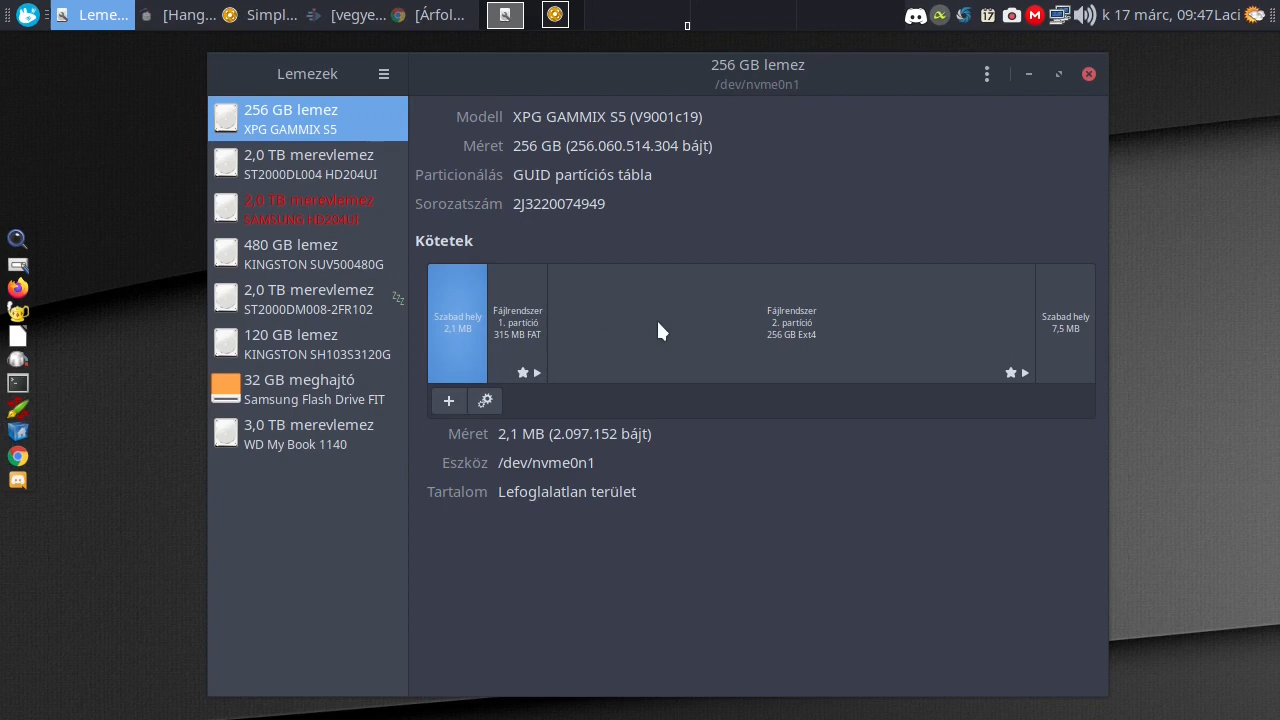 Leme...
[Hang...
Simpl...
[vegye...
[Árfol...
17
k 17 márc, 09:47
Laci
Lemezek
256 GB lemez
/dev/nvme0n1
256 GB lemez
XPG GAMMIX S5
2,0 TB merevlemez
ST2000DL004 HD204UI
2,0 TB merevlemez
SAMSUNG HD204UI
480 GB lemez
KINGSTON SUV500480G
2,0 TB merevlemez
ST2000DM008-2FR102
120 GB lemez
KINGSTON SH103S3120G
32 GB meghajtó
Samsung Flash Drive FIT
3,0 TB merevlemez
WD My Book 1140
Modell XPG GAMMIX S5 (V9001c19)
Méret 256 GB (256.060.514.304 bájt)
Particionálás GUID partíciós tábla
Sorozatszám 2J3220074949
Kötetek
Szabad hely
2,1 MB
Fájlrendszer
1. partíció
315 MB FAT
Fájlrendszer
2. partíció
256 GB Ext4
Szabad hely
7,5 MB
Méret 2,1 MB (2.097.152 bájt)
Eszköz /dev/nvme0n1
Tartalom Lefoglalatlan terület